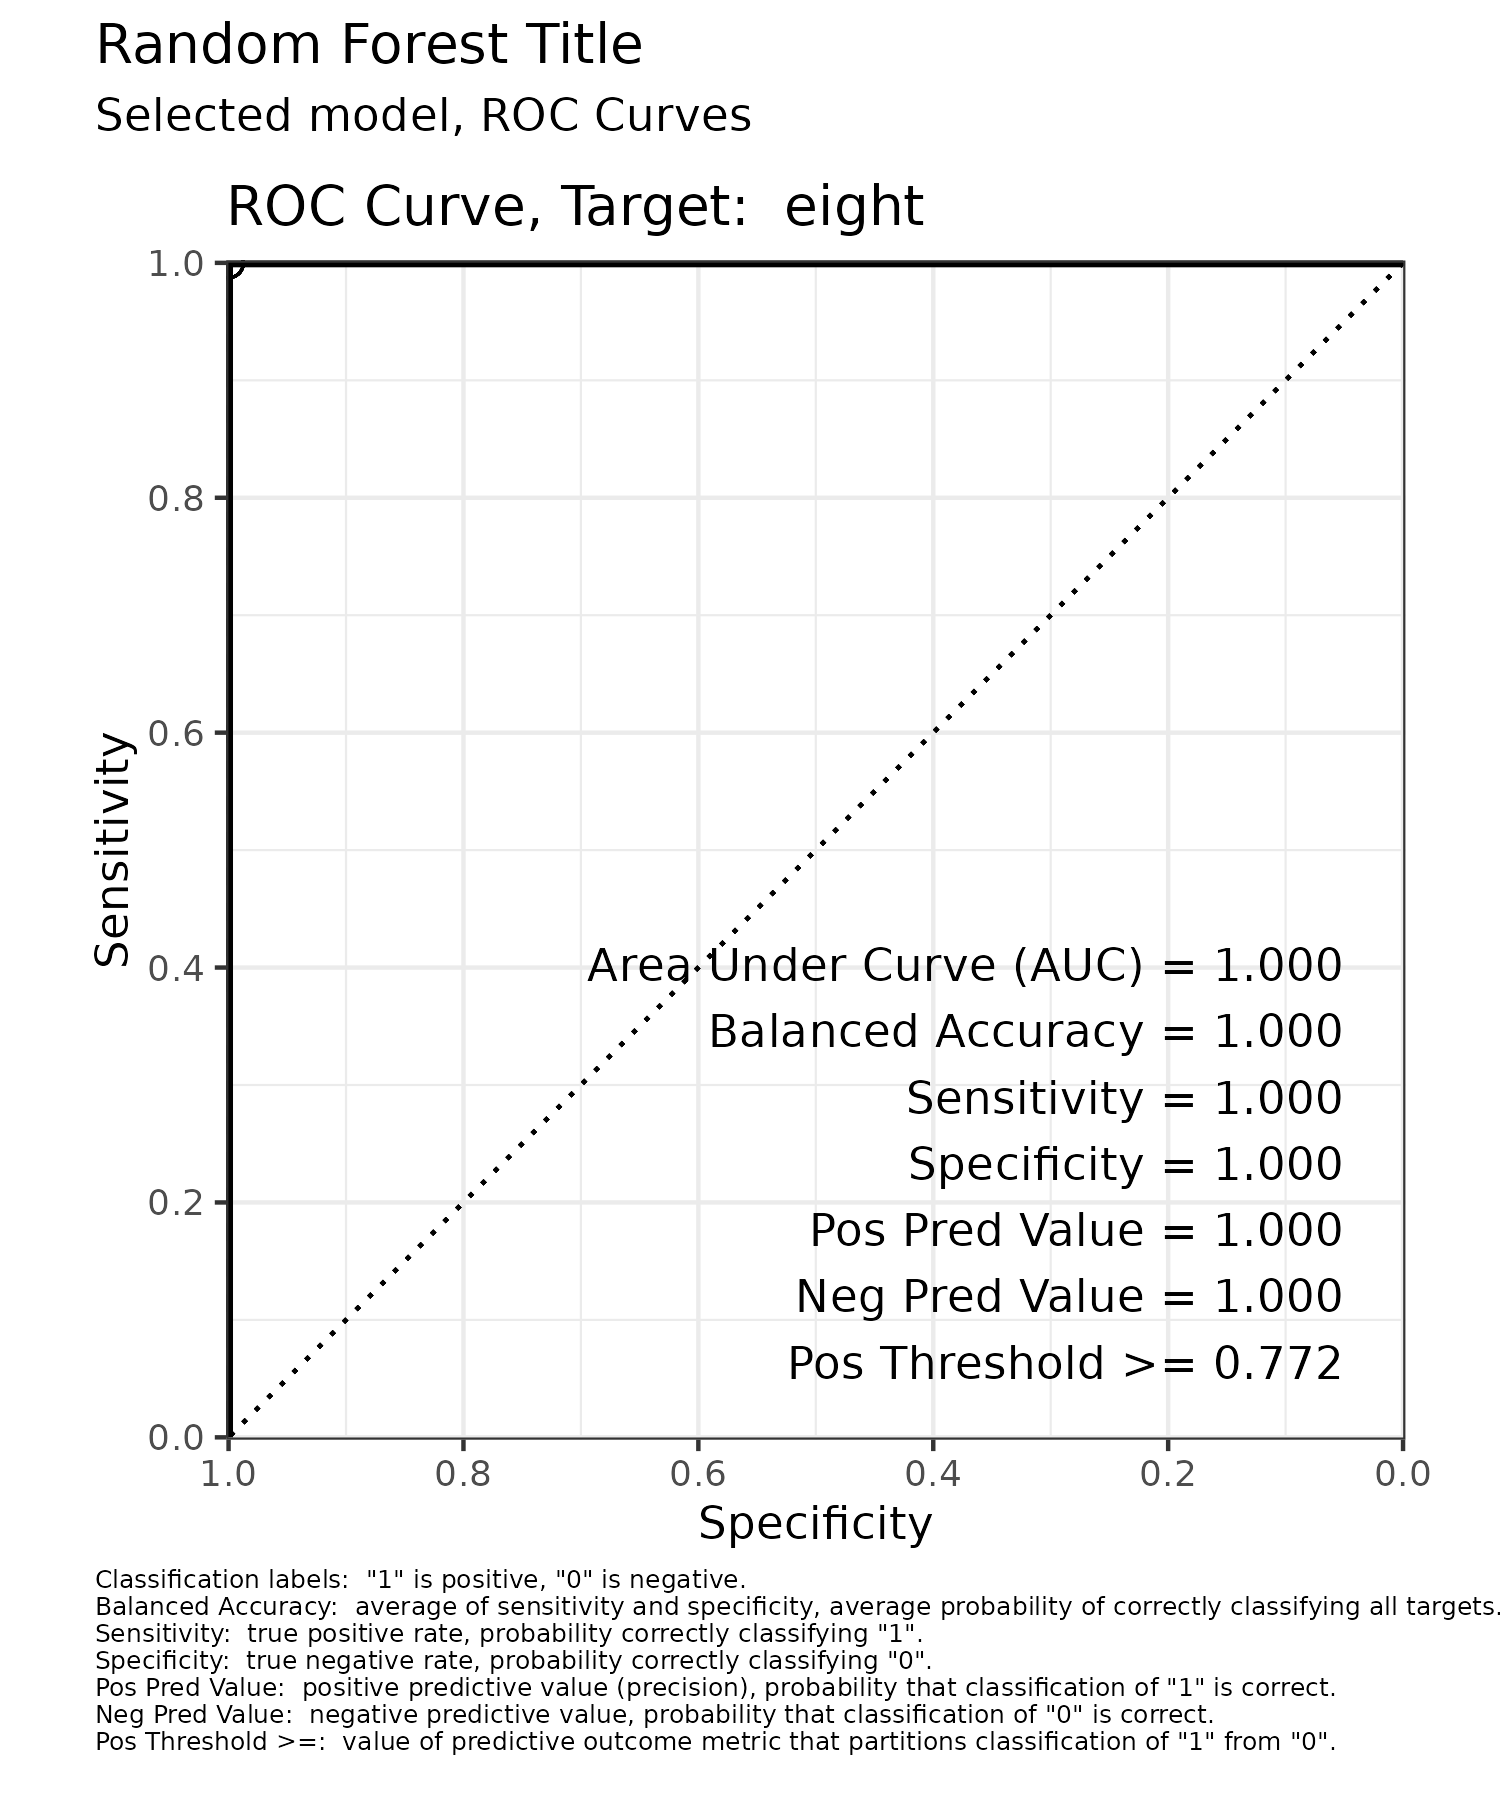 Random Forest Title
Selected model, ROC Curves
ROC Curve, Target:  eight
1.0
0.8
0.6
0.4
0.2
0.0
Sensitivity
Area Under Curve (AUC) = 1.000
Balanced Accuracy = 1.000
Sensitivity = 1.000
Specificity = 1.000
Pos Pred Value = 1.000
Neg Pred Value = 1.000
Pos Threshold >= 0.772
1.0 0.8 0.6 0.4 0.2 0.0
Specificity
Classification labels:  "1" is positive, "0" is negative.
Balanced Accuracy:  average of sensitivity and specificity, average probability of correctly classifying all targets.
Sensitivity:  true positive rate, probability correctly classifying "1".
Specificity:  true negative rate, probability correctly classifying "0".
Pos Pred Value:  positive predictive value (precision), probability that classification of "1" is correct.
Neg Pred Value:  negative predictive value, probability that classification of "0" is correct.
Pos Threshold >=:  value of predictive outcome metric that partitions classification of "1" from "0".